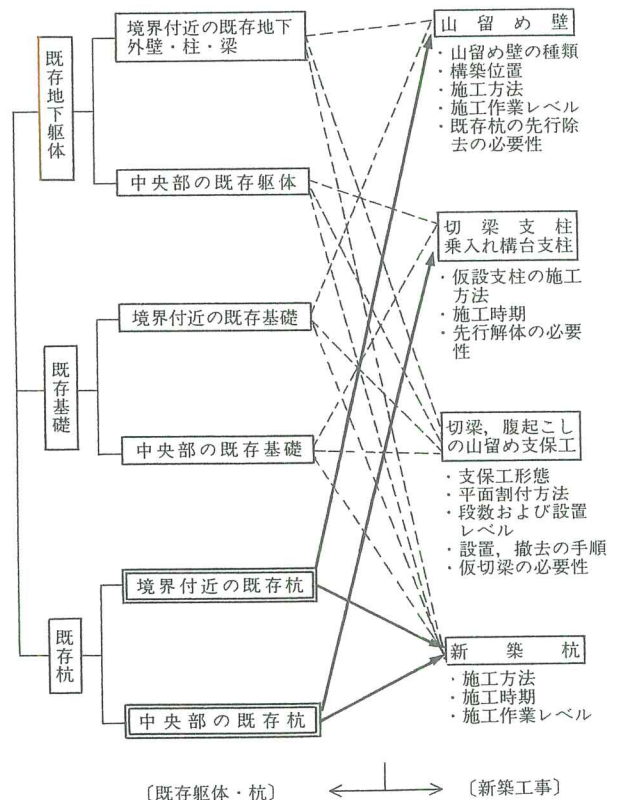 既存地下躯体
境界付近の既存地下
外壁・柱・梁
中央部の既存躯体
既存基礎
境界付近の既存基礎
中央部の既存基礎
既存杭
境界付近の既存杭
中央部の既存杭
山留め壁
・山留め壁の種類
・構築位置
・施工方法
・施工作業レベル
・既存杭の先行除
去の必要性
切梁支柱
乗入れ構台支柱
・仮設支柱の施工
方法
・施工時期
・先行解体の必要
性
切梁，腹起こし
の山留め支保工
・支保工形態
・平面割付方法
・段数および設置
レベル
・設置，撤去の手順
・仮切梁の必要性
新築杭
・施工方法
・施工時期
・施工作業レベル
〔既存躯体・杭〕
〔新築工事〕